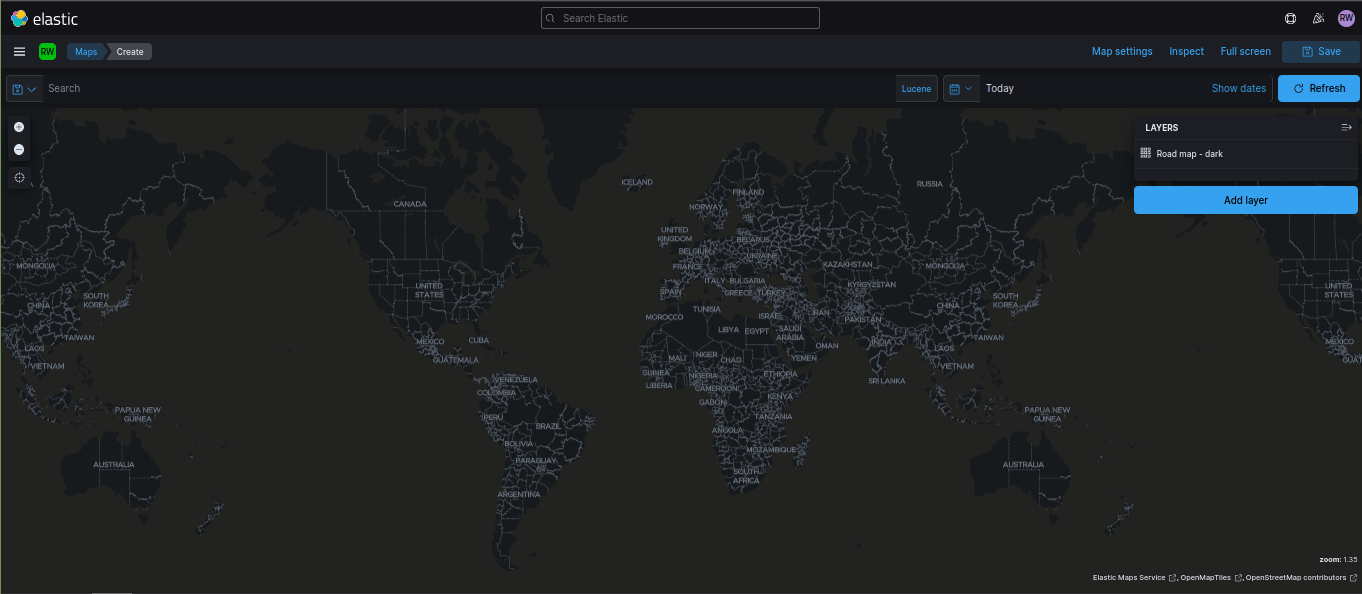 elastic
Search Elastic
RW
RW
Maps
Create
Map settings
Inspect
Full screen
Save
Search
Lucene
Today
Show dates
Refresh
LAYERS
Road map - dark
Add layer
ICELAND
FINLAND
RUSSIA
CANADA
NORWAY
UNITED
KINGDOM
BELARUS
BELGIUM
UKRAINE
MONGOLIA
FRANCE
KAZAKHSTAN
MONGOLIA
ITALY
BULGARIA
KYRGYZSTAN
UNITED
STATES
UNITED
STATES
SPAIN
GREECE
TURKEY
SOUTH
KOREA
SOUTH
KOREA
CHINA
CHINA
TUNISIA
IRAN
MOROCCO
ISRAEL
PAKISTAN
LIBYA
EGYPT
SAUDI
ARABIA
TAIWAN
TAIWAN
MEXICO
CUBA
INDIA
MEXICO
OMAN
LAOS
LAOS
GUATEMALA
MALI
NIGER
CHAD
YEMEN
GUAT
VIETNAM
VIETNAM
GUINEA
NIGERIA
ETHIOPIA
VENEZUELA
LIBERIA
CAMEROON
SRI LANKA
COLOMBIA
KENYA
GABON
PAPUA NEW
GUINEA
PAPUA NEW
GUINEA
PERU
TANZANIA
BRAZIL
ANGOLA
BOLIVIA
MOZAMBIQUE
PARAGUAY
AUSTRALIA
AUSTRALIA
SOUTH
AFRICA
ARGENTINA
zoom: 1.35
Elastic Maps Service , OpenMapTiles , OpenStreetMap contributors